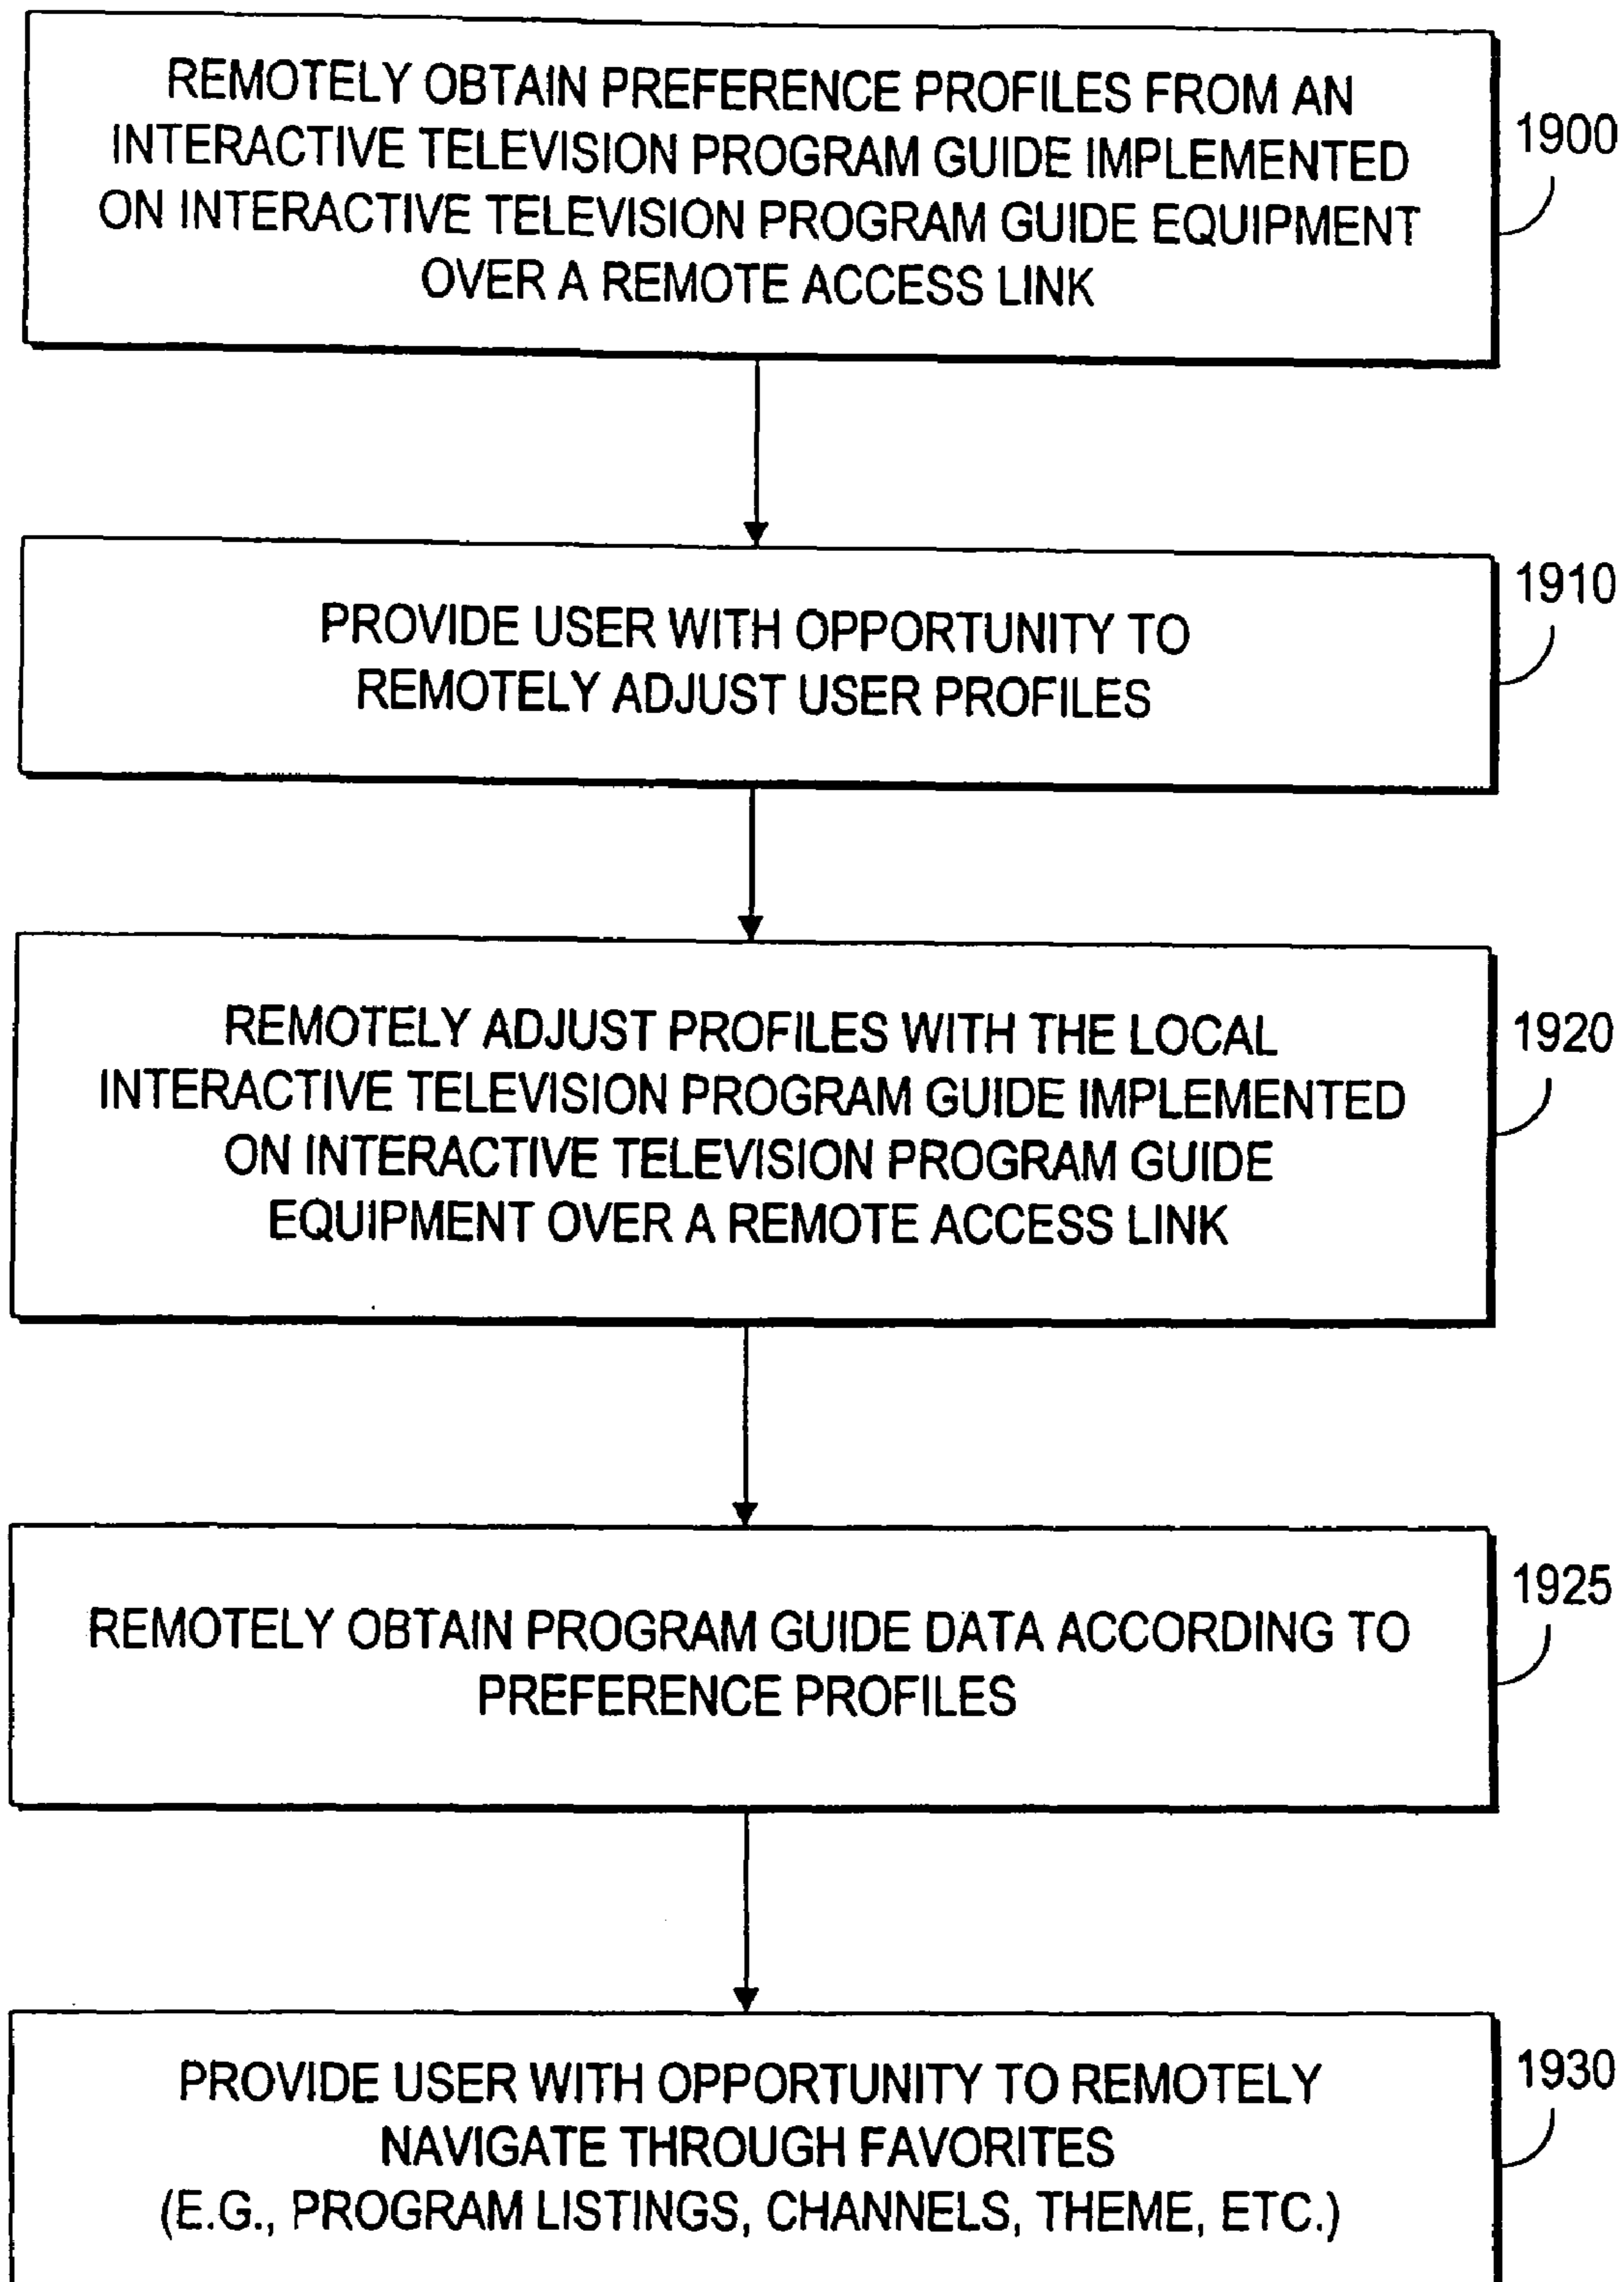 REMOTELY OBTAIN PREFERENCE PROFILES FROM AN
INTERACTIVE TELEVISION PROGRAM GUIDE IMPLEMENTED
ON INTERACTIVE TELEVISION PROGRAM GUIDE EQUIPMENT
OVER A REMOTE ACCESS LINK
1900
PROVIDE USER WITH OPPORTUNITY TO
REMOTELY ADJUST USER PROFILES
1910
REMOTELY ADJUST PROFILES WITH THE LOCAL
INTERACTIVE TELEVISION PROGRAM GUIDE IMPLEMENTED
ON INTERACTIVE TELEVISION PROGRAM GUIDE
EQUIPMENT OVER A REMOTE ACCESS LINK
1920
REMOTELY OBTAIN PROGRAM GUIDE DATA ACCORDING TO
PREFERENCE PROFILES
1925
PROVIDE USER WITH OPPORTUNITY TO REMOTELY
NAVIGATE THROUGH FAVORITES
(E.G., PROGRAM LISTINGS, CHANNELS, THEME, ETC.)
1930